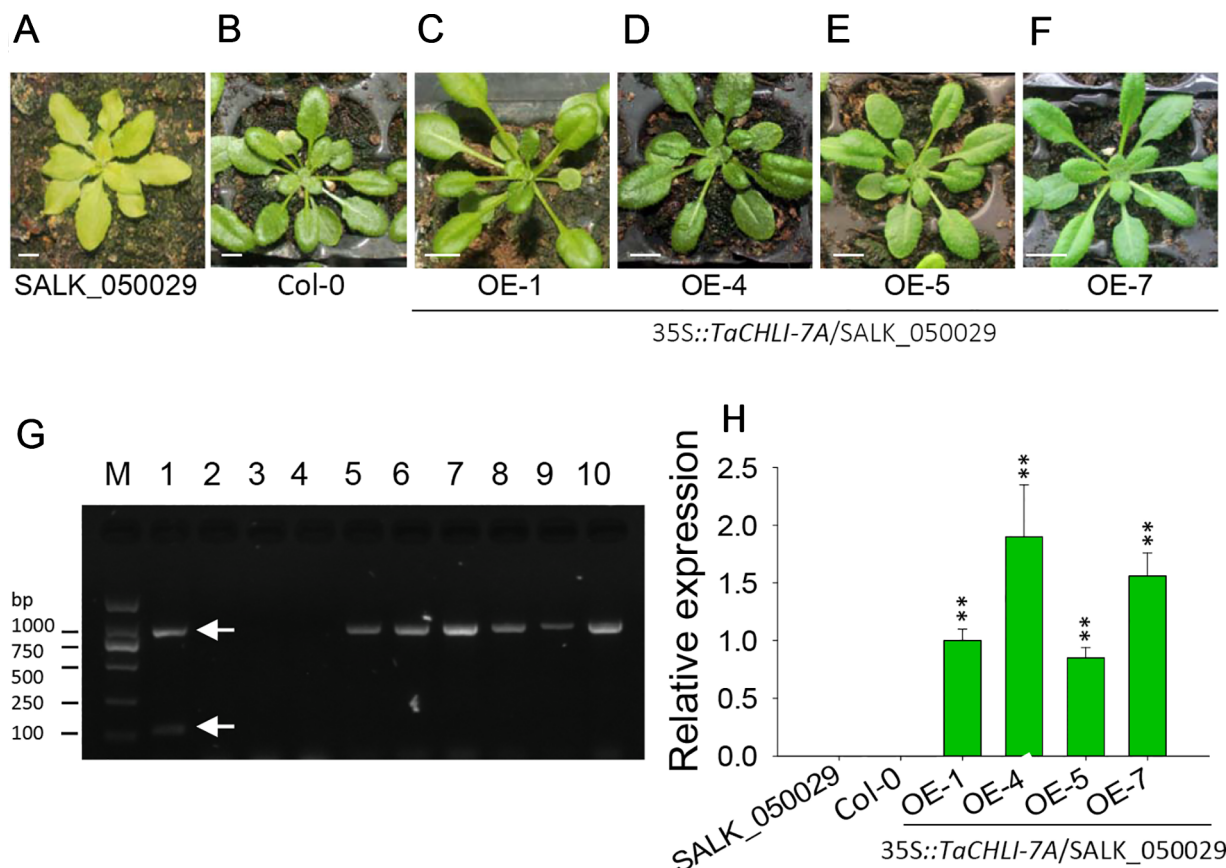 A B C D E F
SALK_050029 Col-0 OE-1 OE-4 OE-5 OE-7
35S::TaCHLI-7A/SALK_050029
G
M 1 2 3 4 5 6 7 8 9 10
bp
1000
750
500
250
100
H
Relative expression
2.5
2.0
1.5
1.0
0.5
0.0
** ** ** **
SALK_050029 Col-0 OE-1 OE-4 OE-5 OE-7
35S::TaCHLI-7A/SALK_050029